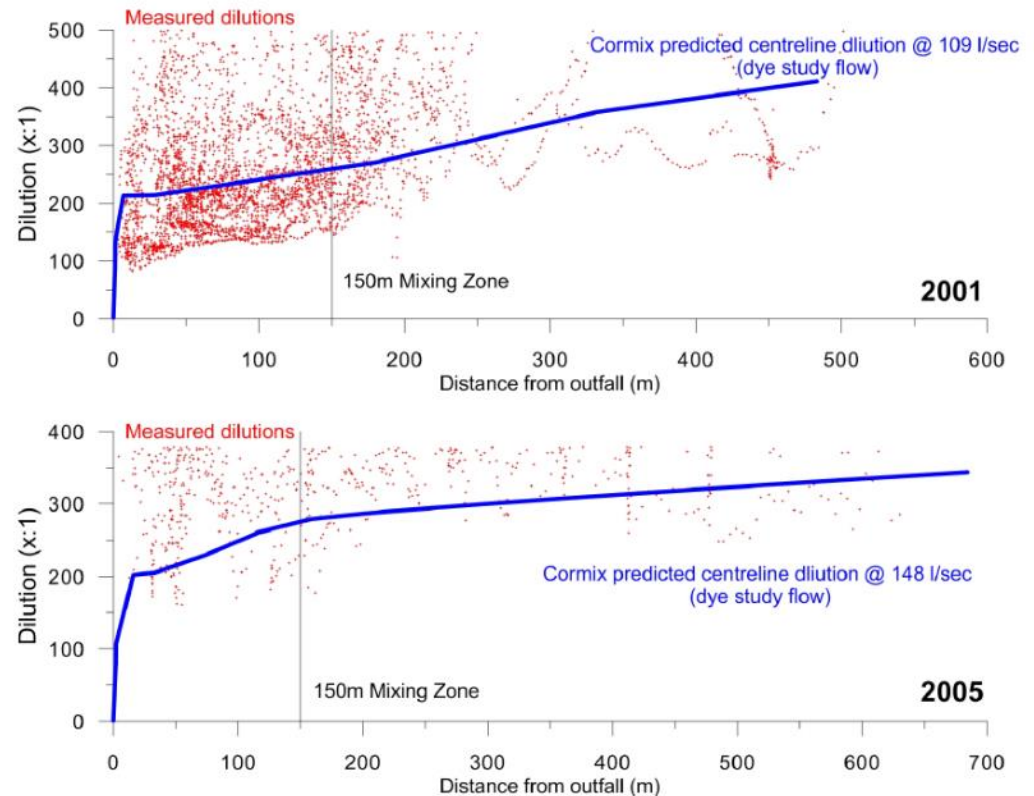 Measured dilutions
Cormix predicted centreline dliution @ 109 l/sec
(dye study flow)
500
400
300
200
100
0
Dilution (x:1)
150m Mixing Zone
2001
0 100 200 300 400 500 600
Distance from outfall (m)
Measured dilutions
400
300
200
100
0
Dilution (x:1)
Cormix predicted centreline dliution @ 148 l/sec
(dye study flow)
150m Mixing Zone
2005
0 100 200 300 400 500 600 700
Distance from outfall (m)